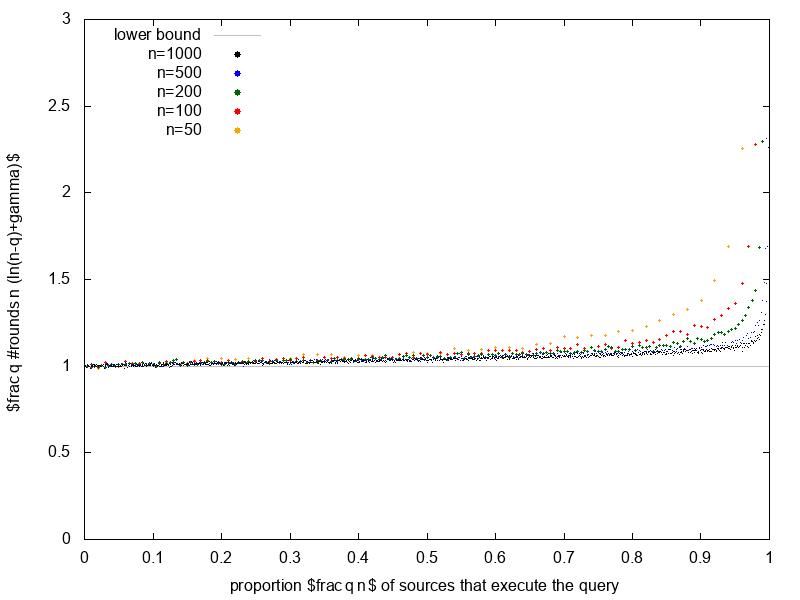 3
2.5
2
1.5
1
0.5
0
lower bound
n=1000
n=500
n=200
n=100
n=50
$frac q #rounds n (ln(n-q)+gamma)$
0 0.1 0.2 0.3 0.4 0.5 0.6 0.7 0.8 0.9 1
proportion $frac q n $ of sources that execute the query